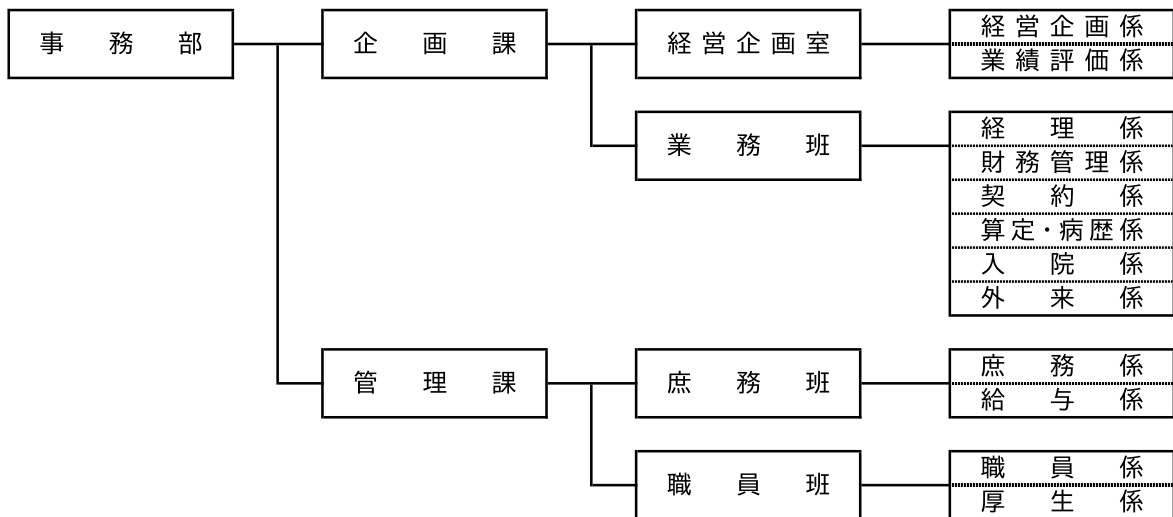 事務部
企画課
経営企画室
経営企画係
業績評価係
業務班
経理係
財務管理係
契約係
算定・病歴係
入院係
外来係
管理課
庶務班
庶務係
給与係
職員班
職員係
厚生係